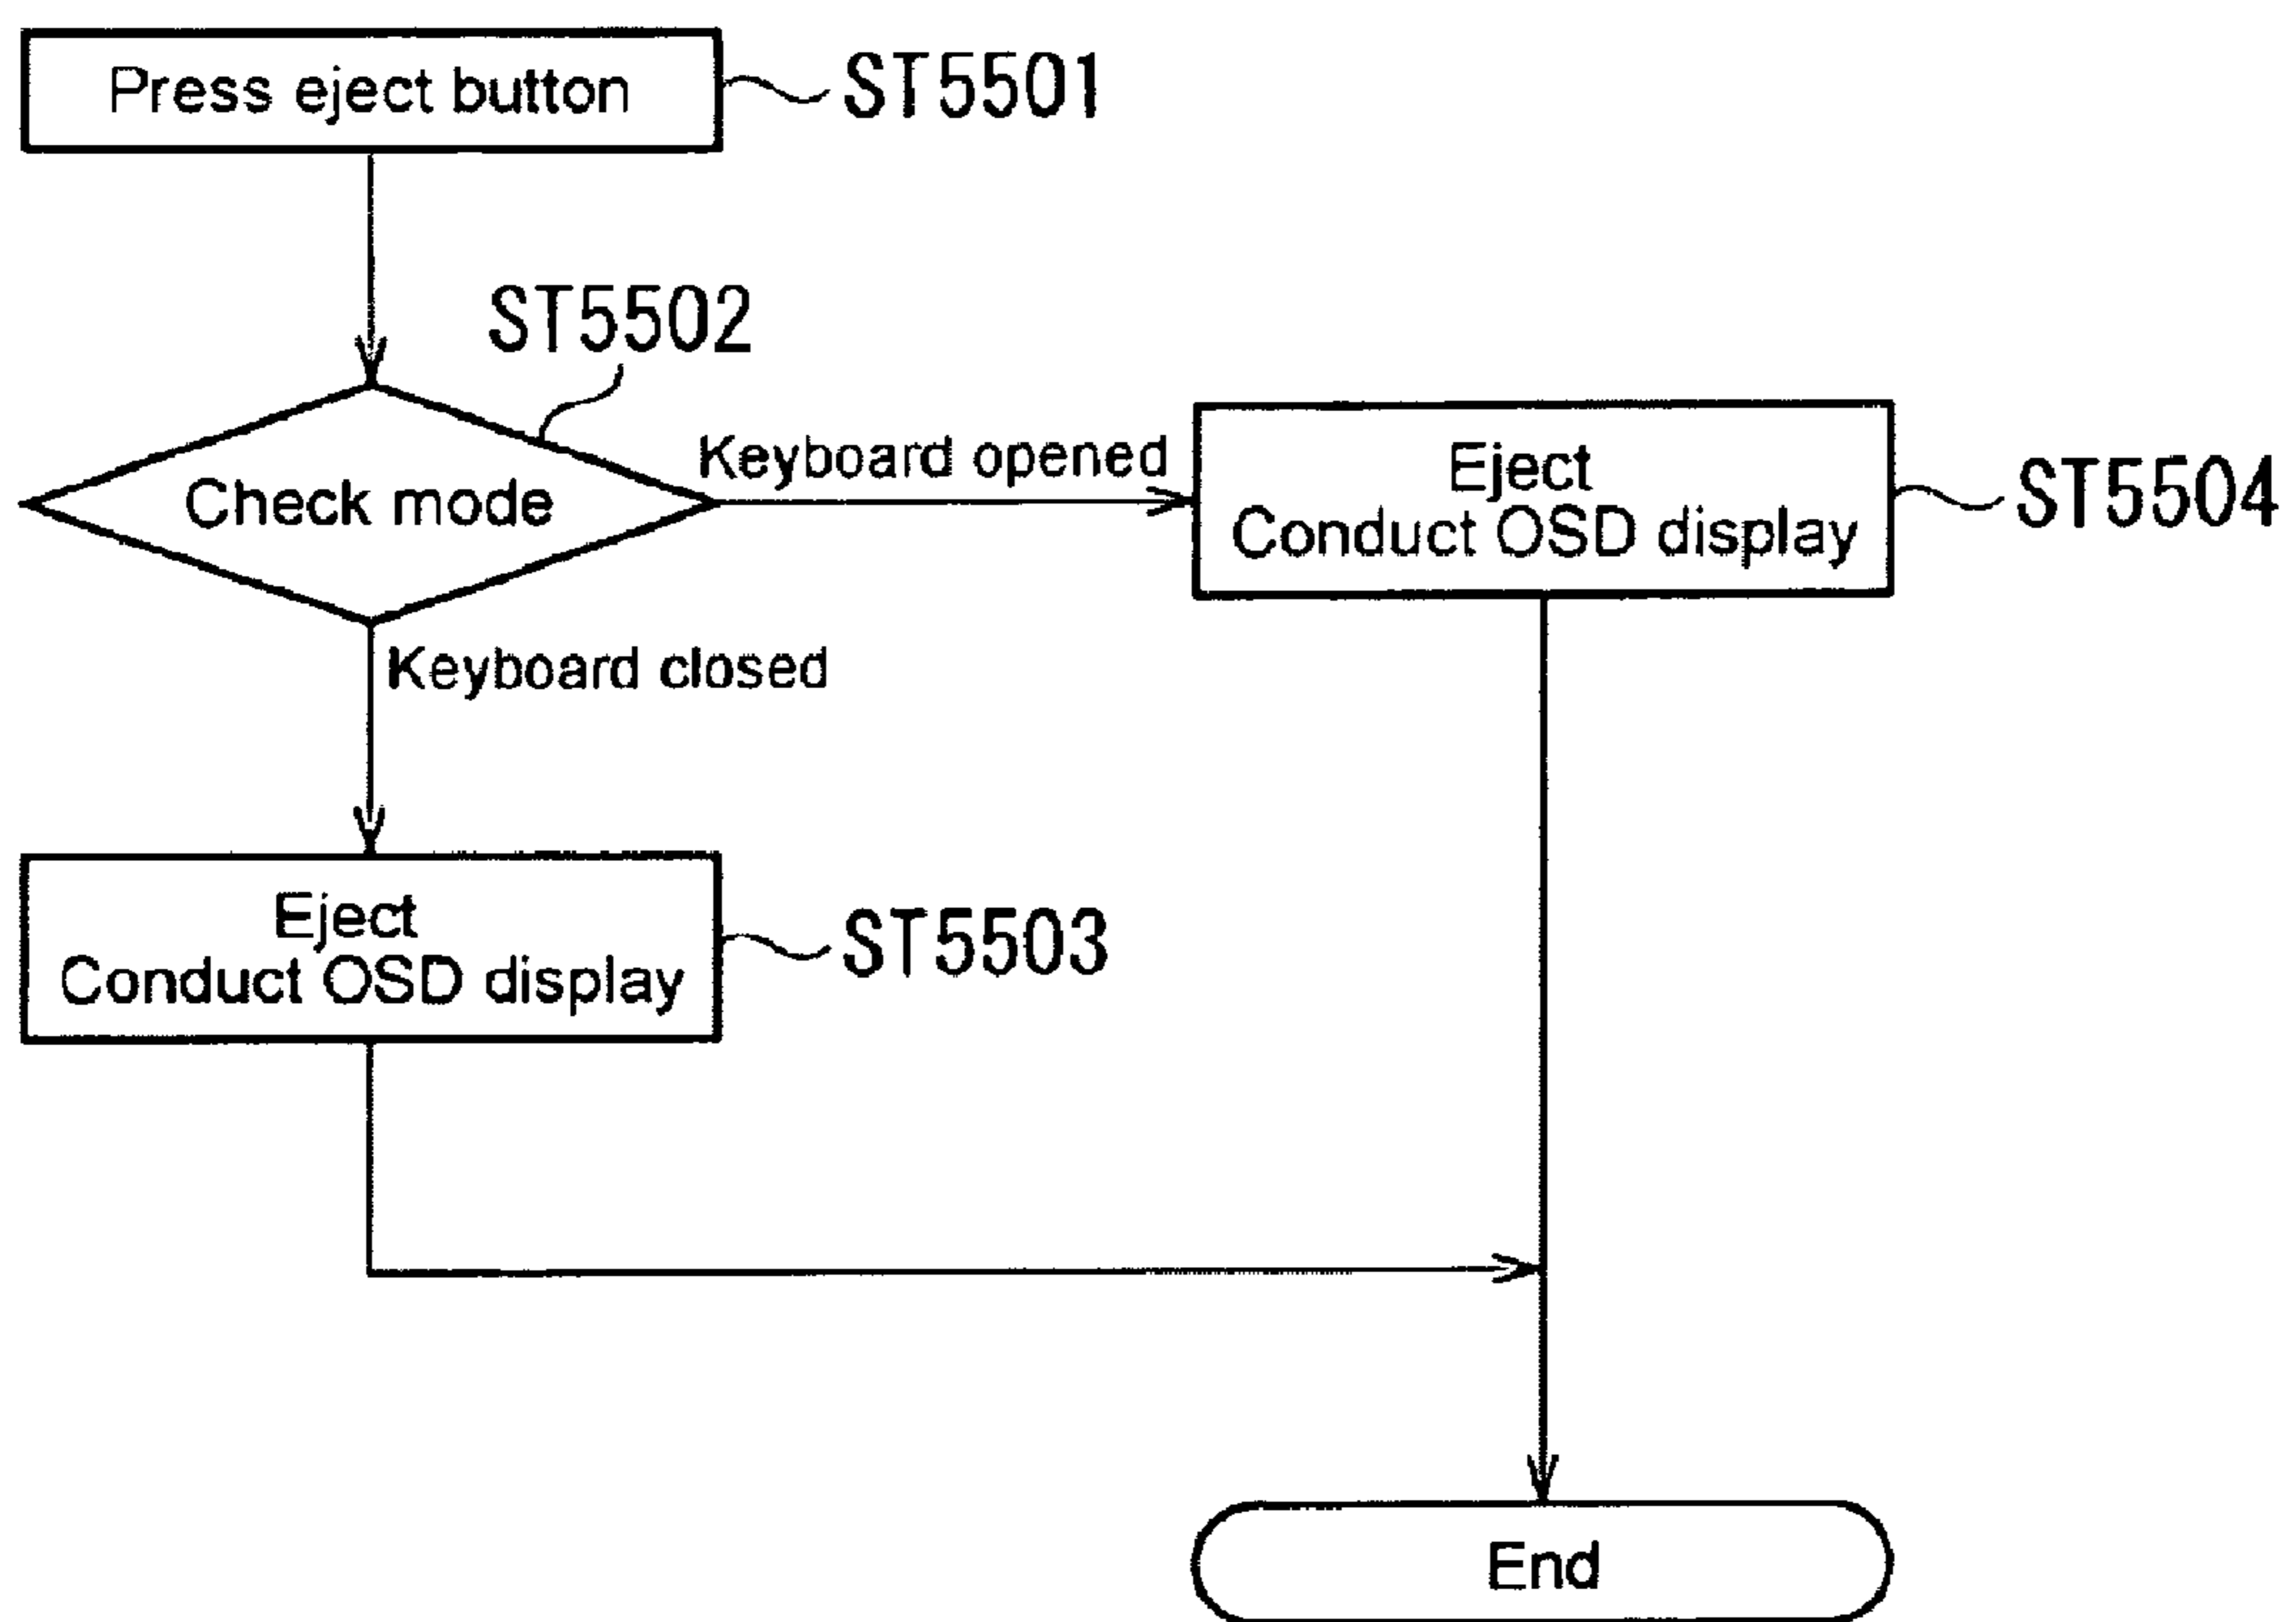 Press eject button
ST5501
ST5502
Check mode
Keyboard opened
Eject
Conduct OSD display
ST5504
Keyboard closed
Eject
Conduct OSD display
ST5503
End